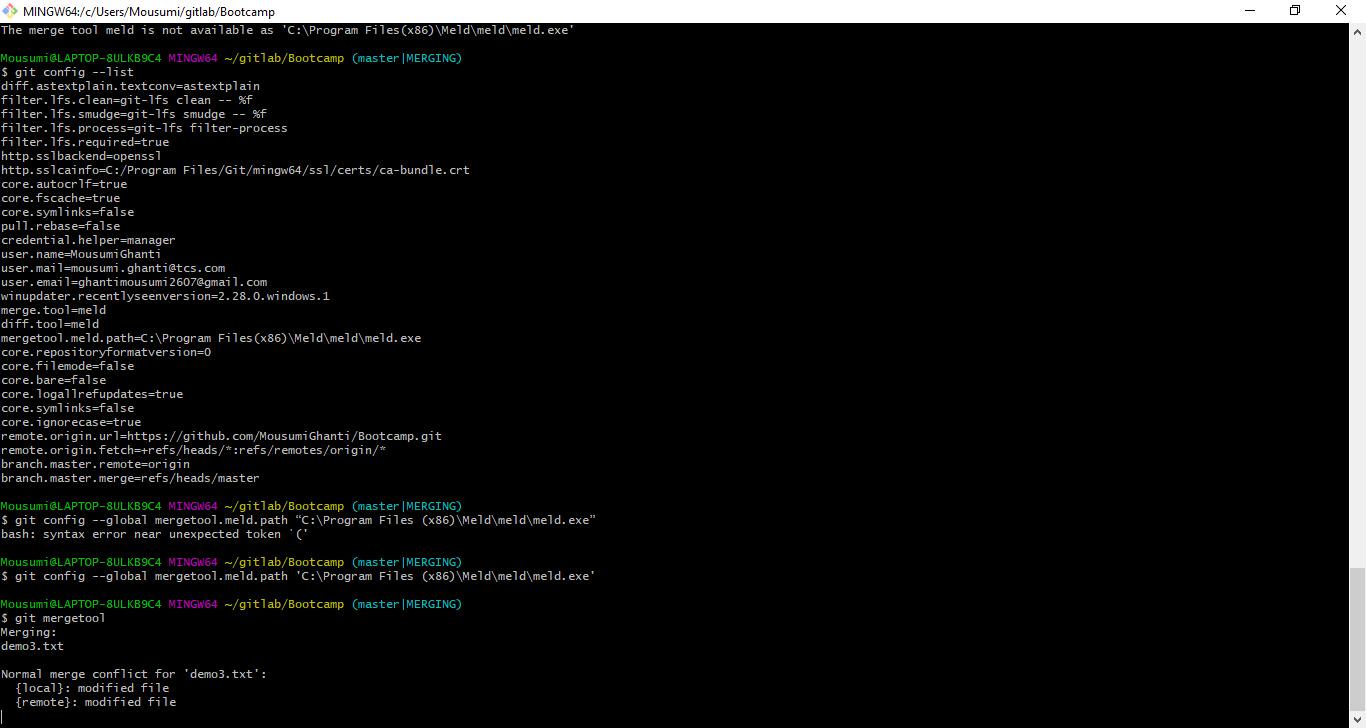 MINGW64:/c/Users/Mousumi/gitlab/Bootcamp
The merge tool meld is not available as 'C:\Program Files(x86)\Meld\meld\meld.exe'
Mousumi@LAPTOP-8ULKB9C4 MINGW64 ~/gitlab/Bootcamp (master|MERGING)
$ git config --list
diff.astextplain.textconv=astextplain
filter.lfs.clean=git-lfs clean -- %f
filter.lfs.smudge=git-lfs smudge -- %f
filter.lfs.process=git-lfs filter-process
filter.lfs.required=true
http.sslbackend=openssl
http.sslcainfo=C:/Program Files/Git/mingw64/ssl/certs/ca-bundle.crt
core.autocrlf=true
core.fscache=true
core.symlinks=false
pull.rebase=false
credential.helper=manager
user.name=MousumiGhanti
user.mail=mousumi.ghanti@tcs.com
user.email=ghantimousumi2607@gmail.com
winupdater.recentlyseenversion=2.28.0.windows.1
merge.tool=meld
diff.tool=meld
mergetool.meld.path=C:\Program Files(x86)\Meld\meld\meld.exe
core.repositoryformatversion=0
core.filemode=false
core.bare=false
core.logallrefupdates=true
core.symlinks=false
core.ignorecase=true
remote.origin.url=https://github.com/MousumiGhanti/Bootcamp.git
remote.origin.fetch=+refs/heads/*:refs/remotes/origin/*
branch.master.remote=origin
branch.master.merge=refs/heads/master
Mousumi@LAPTOP-8ULKB9C4 MINGW64 ~/gitlab/Bootcamp (master|MERGING)
$ git config --global mergetool.meld.path “C:\Program Files (x86)\Meld\meld\meld.exe”
bash: syntax error near unexpected token `('
Mousumi@LAPTOP-8ULKB9C4 MINGW64 ~/gitlab/Bootcamp (master|MERGING)
$ git config --global mergetool.meld.path 'C:\Program Files (x86)\Meld\meld\meld.exe'
Mousumi@LAPTOP-8ULKB9C4 MINGW64 ~/gitlab/Bootcamp (master|MERGING)
$ git mergetool
Merging:
demo3.txt
Normal merge conflict for 'demo3.txt':
  {local}: modified file
  {remote}: modified file